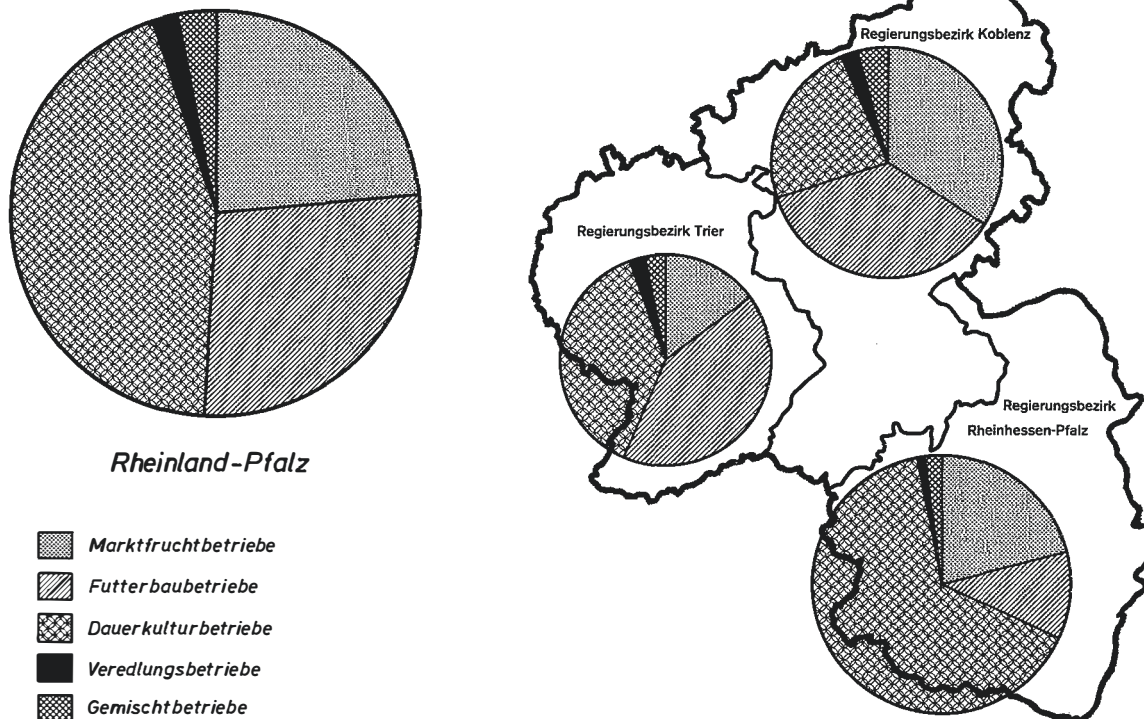 Regierungsbezirk Koblenz
Regierungsbezirk Trier
Regierungsbezirk
Rheinhessen-Pfalz
Rheinland-Pfalz
Marktfruchtbetriebe
Futterbaubetriebe
Dauerkulturbetriebe
Veredlungsbetriebe
Gemischtbetriebe